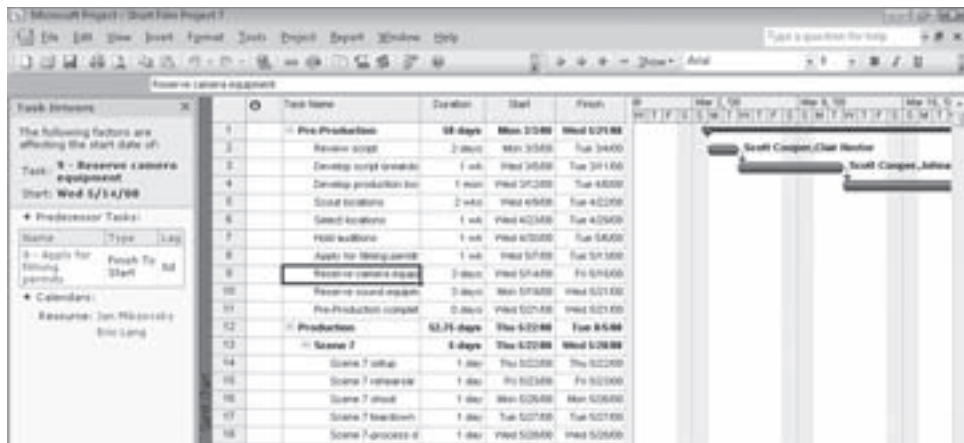 Microsoft Project - Short Film Project 7
File Edit View Insert Format Tools Project Report Window Help
Type a question for help
Show Arial 8 B I U
Reserve camera equipment
Task Drivers
The following factors are
affecting the start date of:
Task: 9 - Reserve camera
equipment
Start: Wed 5/14/08
Predecessor Tasks:
Name Type Lag
8 - Apply for filming permits Finish To Start 0d
Calendars:
Resource: Jan Miksovsky
Eric Lang
Gantt Chart
Task Name Duration Start Finish
Mar 2, '08 Mar 9, '08 Mar 16, '0
1 Pre-Production 58 days Mon 3/3/08 Wed 5/21/08
2 Review script 2 days Mon 3/3/08 Tue 3/4/08
3 Develop script breakdo 1 wk Wed 3/5/08 Tue 3/11/08
4 Develop production bo 1 mon Wed 3/12/08 Tue 4/8/08
5 Scout locations 2 wks Wed 4/9/08 Tue 4/22/08
6 Select locations 1 wk Wed 4/23/08 Tue 4/29/08
7 Hold auditions 1 wk Wed 4/30/08 Tue 5/6/08
8 Apply for filming permit 1 wk Wed 5/7/08 Tue 5/13/08
9 Reserve camera equip 3 days Wed 5/14/08 Fri 5/16/08
10 Reserve sound equipm 3 days Mon 5/19/08 Wed 5/21/08
11 Pre-Production complet 0 days Wed 5/21/08 Wed 5/21/08
12 Production 52.75 days Thu 5/22/08 Tue 8/5/08
13 Scene 7 5 days Thu 5/22/08 Wed 5/28/08
14 Scene 7 setup 1 day Thu 5/22/08 Thu 5/22/08
15 Scene 7 rehearsal 1 day Fri 5/23/08 Fri 5/23/08
16 Scene 7 shoot 1 day Mon 5/26/08 Mon 5/26/08
17 Scene 7 teardown 1 day Tue 5/27/08 Tue 5/27/08
18 Scene 7-process d 1 day Wed 5/28/08 Wed 5/28/08
Scott Cooper,Clair Hector
Scott Cooper,Johna